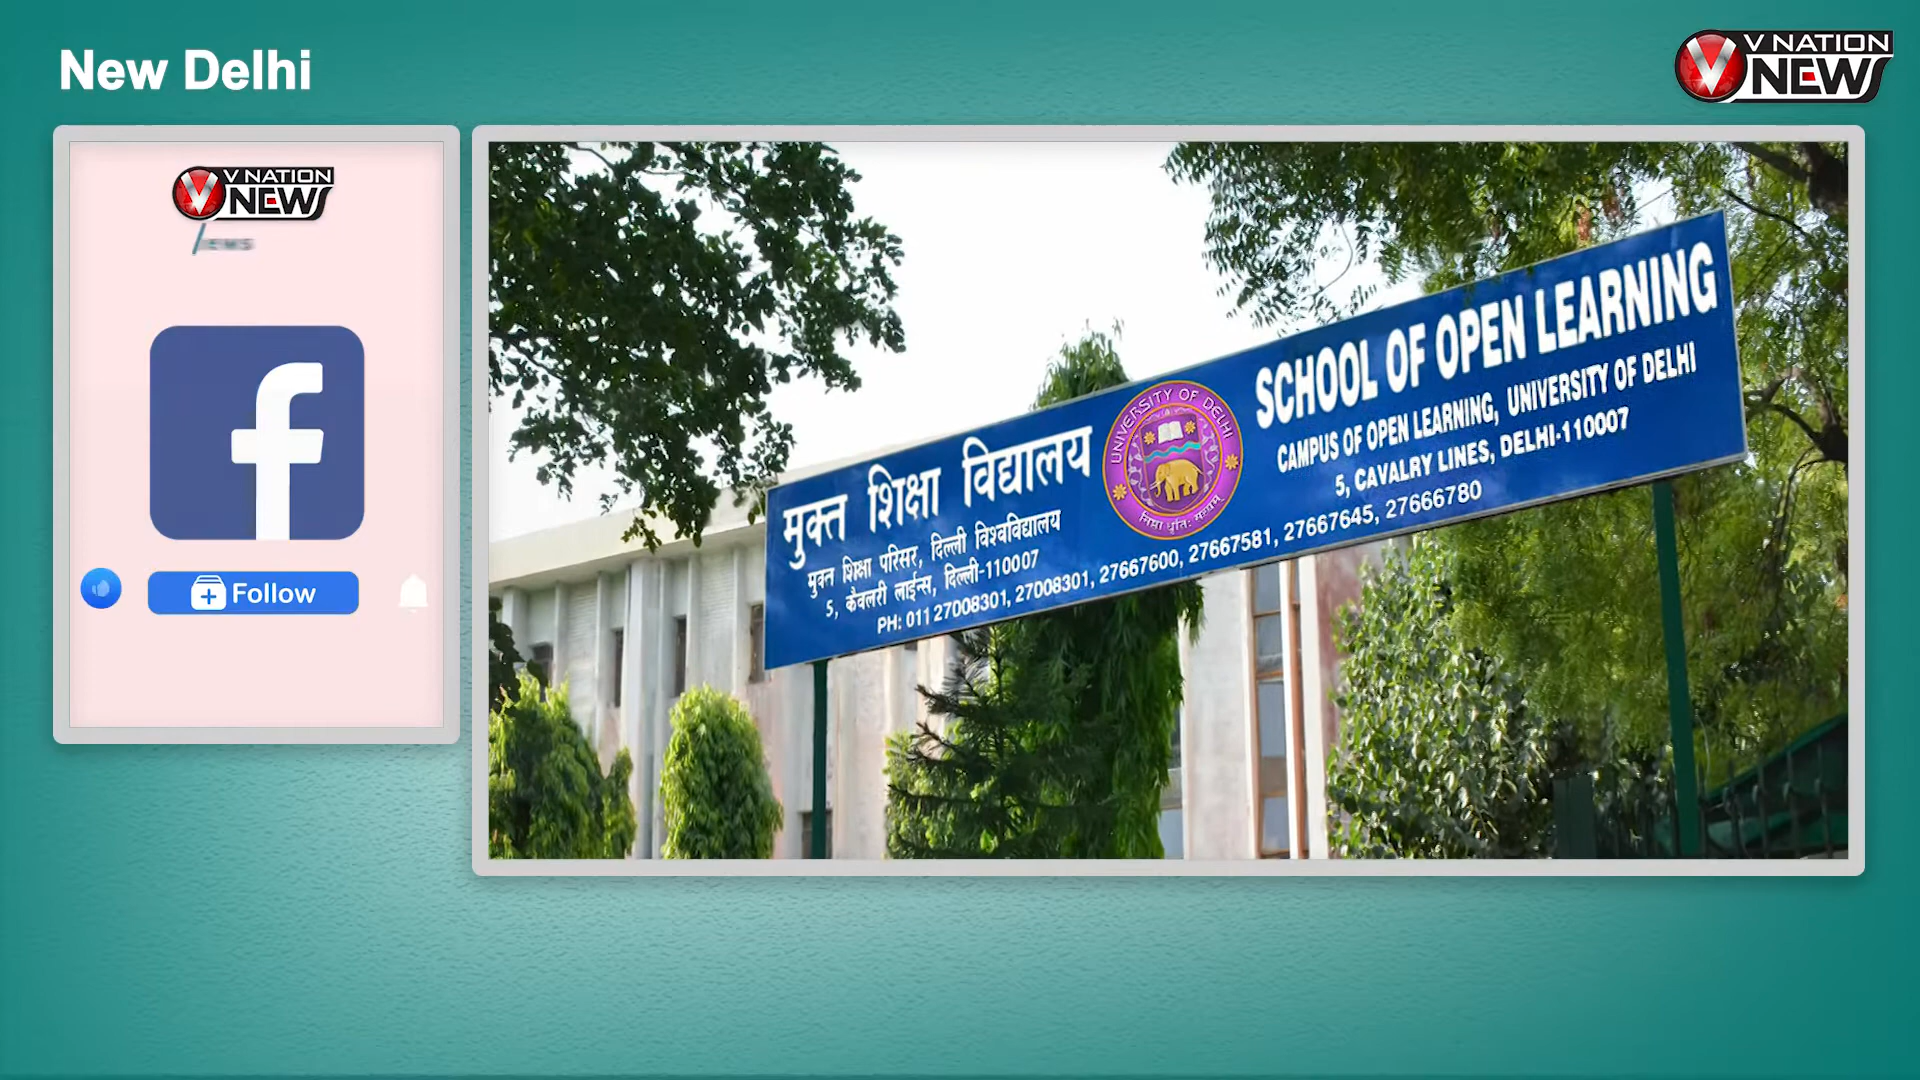 New Delhi
V NATION
NEWS
V NATION
NEWS
Follow
मुक्त शिक्षा विद्यालय
मुक्त शिक्षा परिसर, दिल्ली विश्वविद्यालय
5, कैवलरी लाईन्स, दिल्ली-110007
UNIVERSITY OF DELHI
SCHOOL OF OPEN LEARNING
CAMPUS OF OPEN LEARNING, UNIVERSITY OF DELHI
5, CAVALRY LINES, DELHI-110007
PH: 011 27008301, 27008301, 27667600, 27667581, 27667645, 27666780